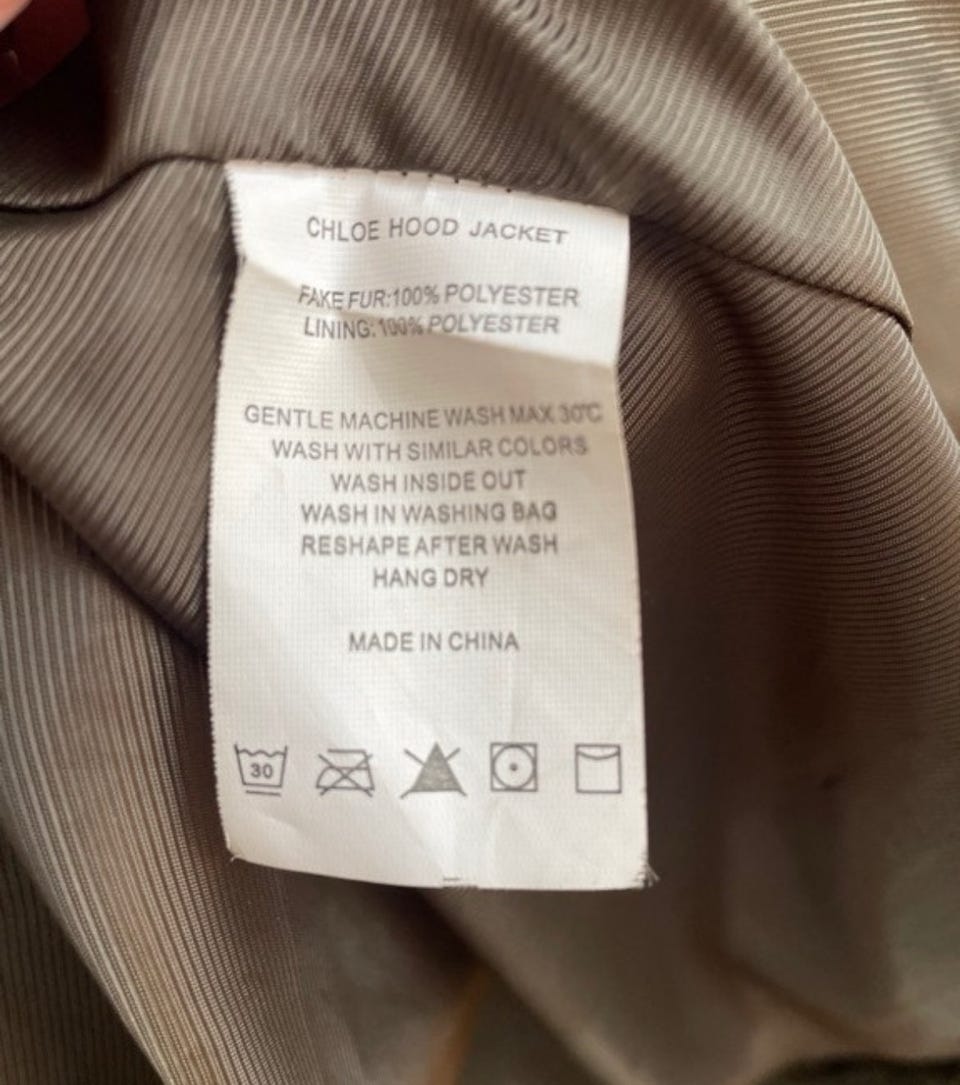 CHLOE HOOD JACKET
FAKE FUR:100% POLYESTER
LINING:100% POLYESTER
GENTLE MACHINE WASH MAX 30℃
WASH WITH SIMILAR COLORS
WASH INSIDE OUT
WASH IN WASHING BAG
RESHAPE AFTER WASH
HANG DRY
MADE IN CHINA
30